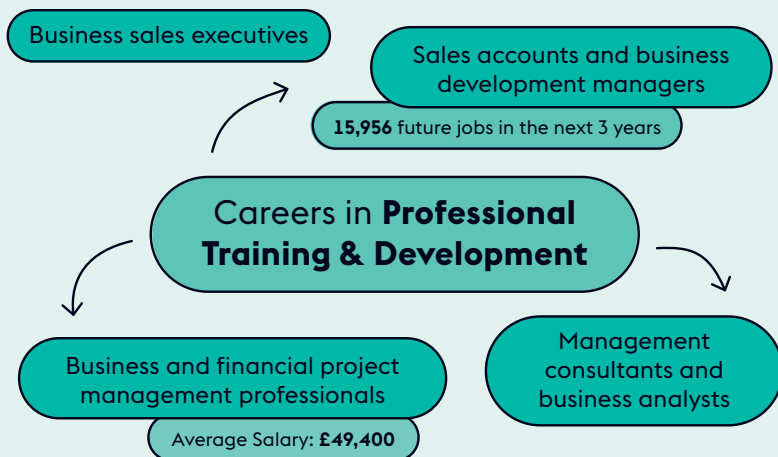 Business sales executives
Sales accounts and business
development managers
15,956 future jobs in the next 3 years
Careers in Professional
Training & Development
Business and financial project
management professionals
Average Salary: £49,400
Management
consultants and
business analysts